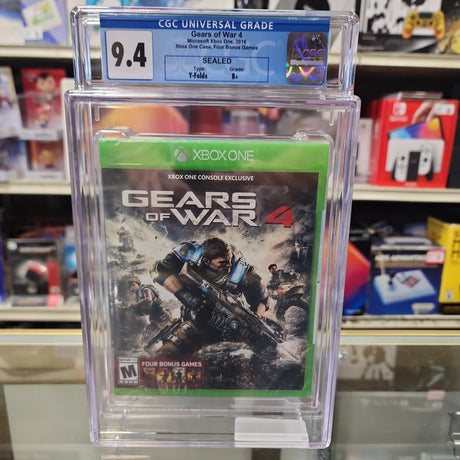 CGC UNIVERSAL GRADE
9.4
Gears of War 4
Microsoft Xbox One, 2016
Xbox One Case, Four Bonus Games
SEALED
Type: Grade:
Y-Folds B+
XBOX ONE
XBOX ONE CONSOLE EXCLUSIVE
GEARS
OF WAR 4
M
FOUR BONUS GAMES